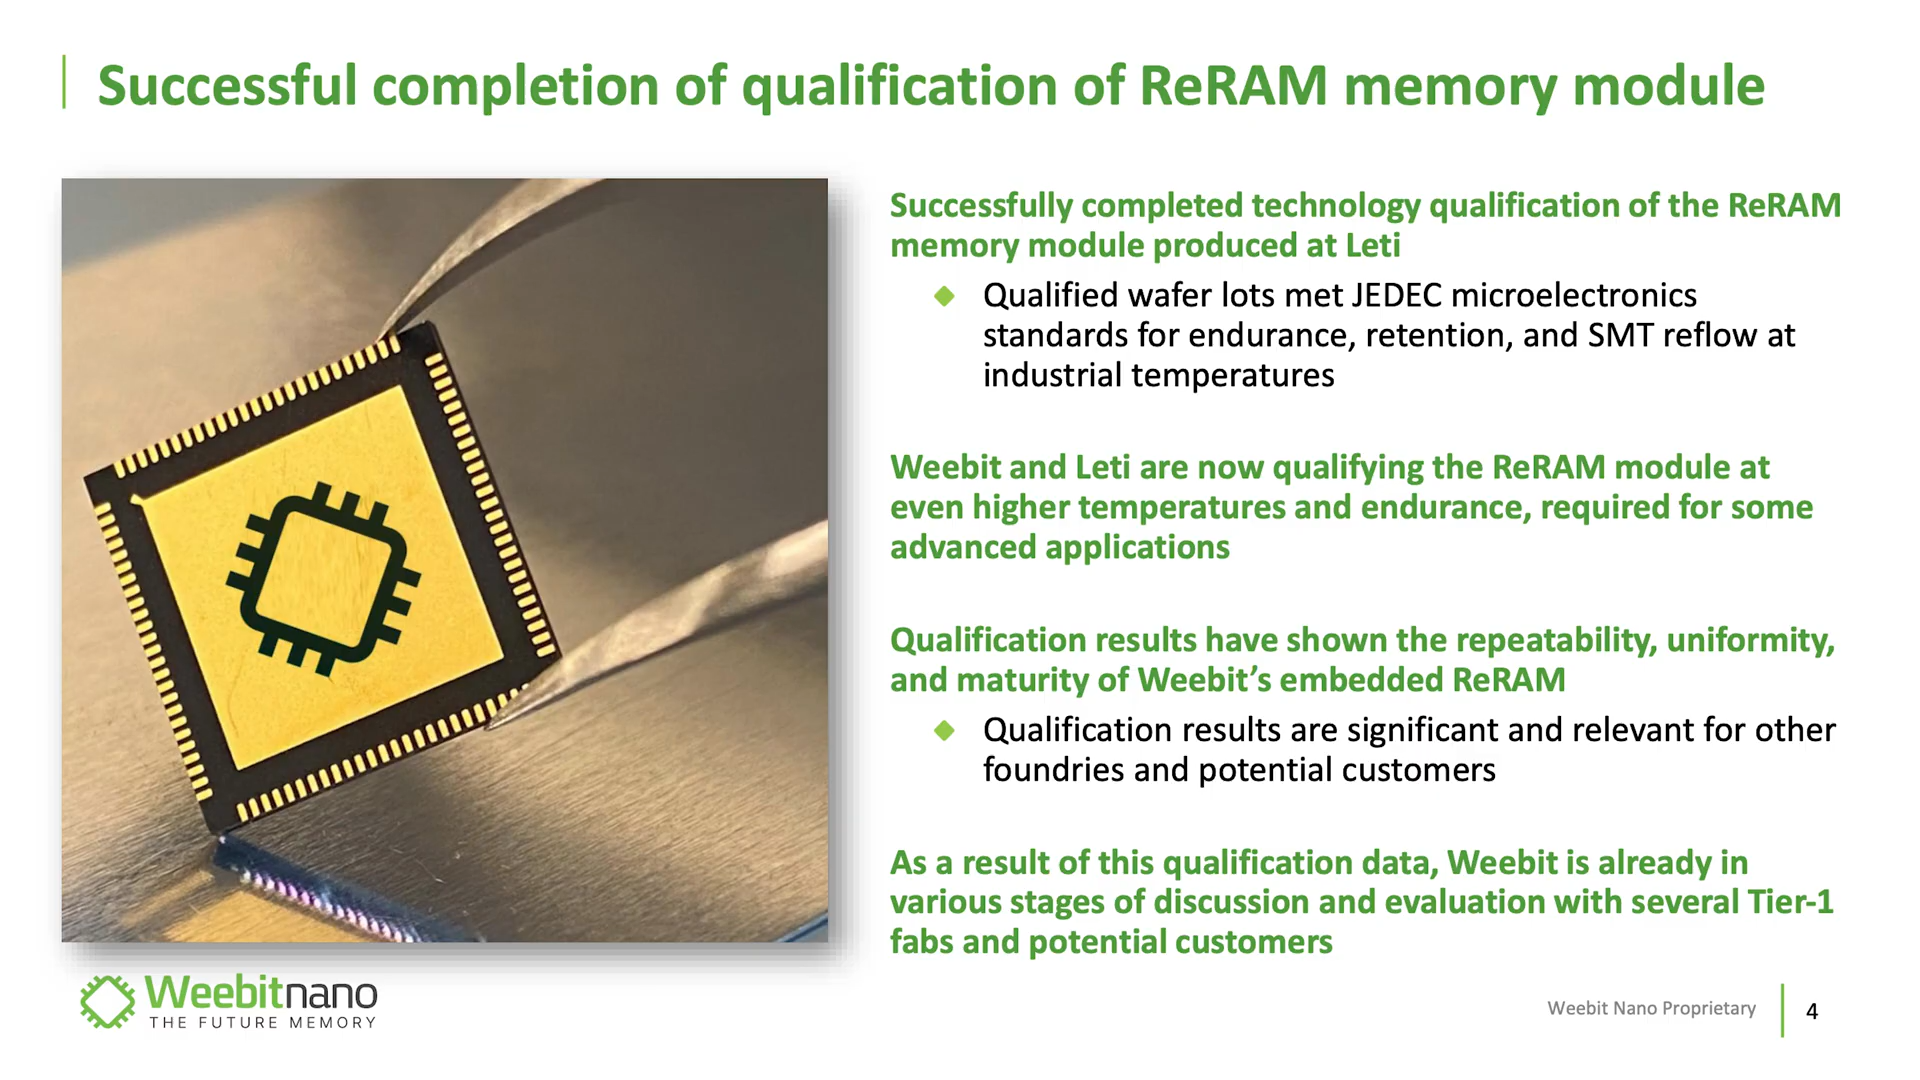 Successful completion of qualification of ReRAM memory module
Successfully completed technology qualification of the ReRAM
memory module produced at Leti
Qualified wafer lots met JEDEC microelectronics
standards for endurance, retention, and SMT reflow at
industrial temperatures
Weebit and Leti are now qualifying the ReRAM module at
even higher temperatures and endurance, required for some
advanced applications
Qualification results have shown the repeatability, uniformity,
and maturity of Weebit’s embedded ReRAM
Qualification results are significant and relevant for other
foundries and potential customers
As a result of this qualification data, Weebit is already in
various stages of discussion and evaluation with several Tier-1
fabs and potential customers
Weebitnano
THE FUTURE MEMORY
Weebit Nano Proprietary
4